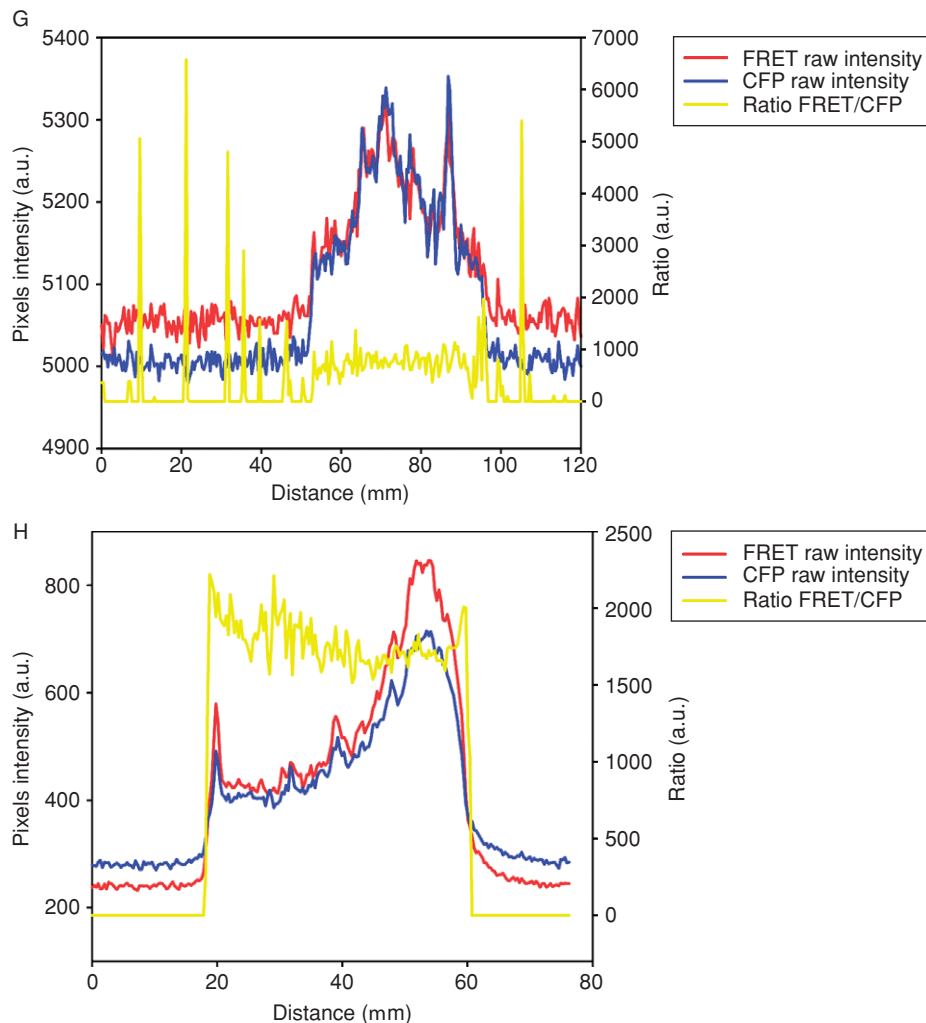 G
5400
5300
5200
5100
5000
4900
Pixels intensity (a.u.)
0 20 40 60 80 100 120
Distance (mm)
7000
6000
5000
4000
3000
2000
1000
0
Ratio (a.u.)
FRET raw intensity
CFP raw intensity
Ratio FRET/CFP
H
800
600
400
200
Pixels intensity (a.u.)
0 20 40 60 80
Distance (mm)
2500
2000
1500
1000
500
0
Ratio (a.u.)
FRET raw intensity
CFP raw intensity
Ratio FRET/CFP